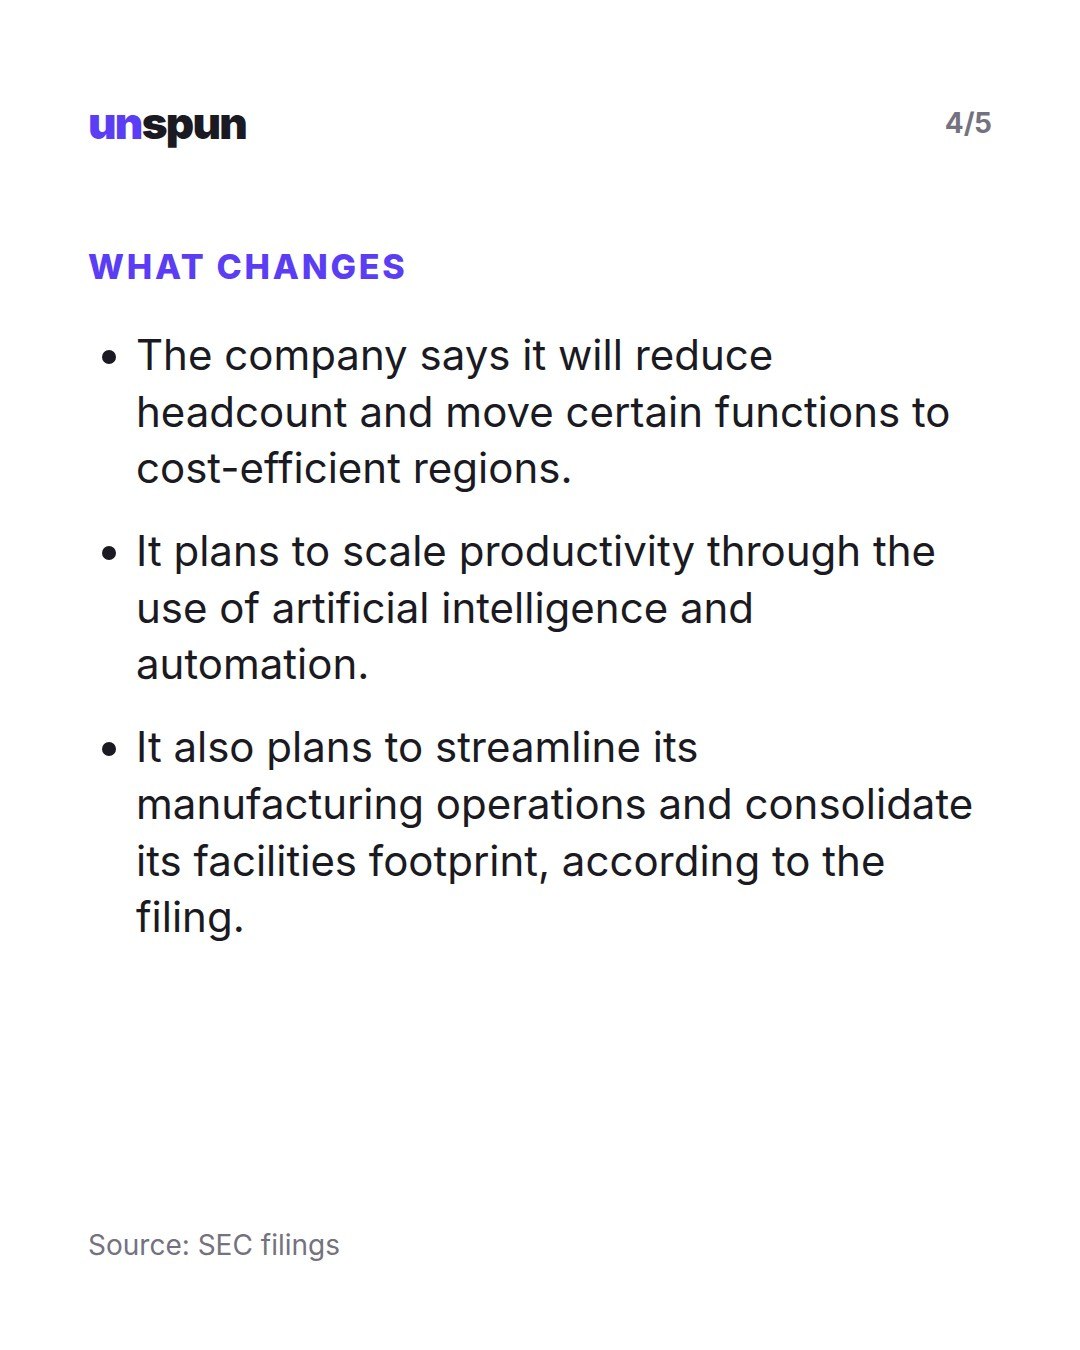 unspun
4/5
WHAT CHANGES
• The company says it will reduce
headcount and move certain functions to
cost-efficient regions.
• It plans to scale productivity through the
use of artificial intelligence and
automation.
• It also plans to streamline its
manufacturing operations and consolidate
its facilities footprint, according to the
filing.
Source: SEC filings